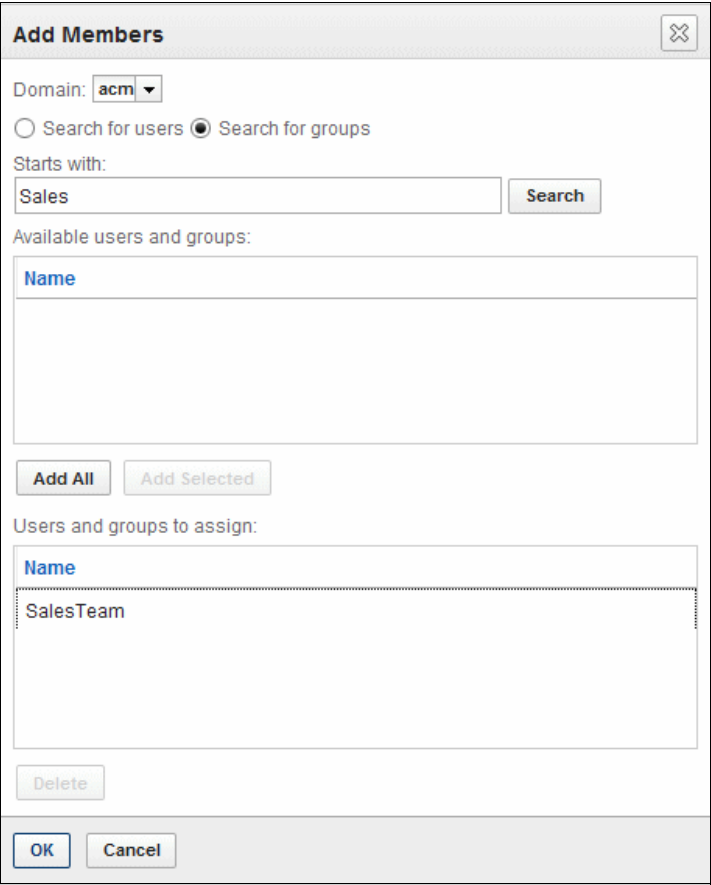 Add Members
Domain: acm
Search for users Search for groups
Starts with:
Sales Search
Available users and groups:
Name
Add All Add Selected
Users and groups to assign:
Name
SalesTeam
Delete
OK Cancel